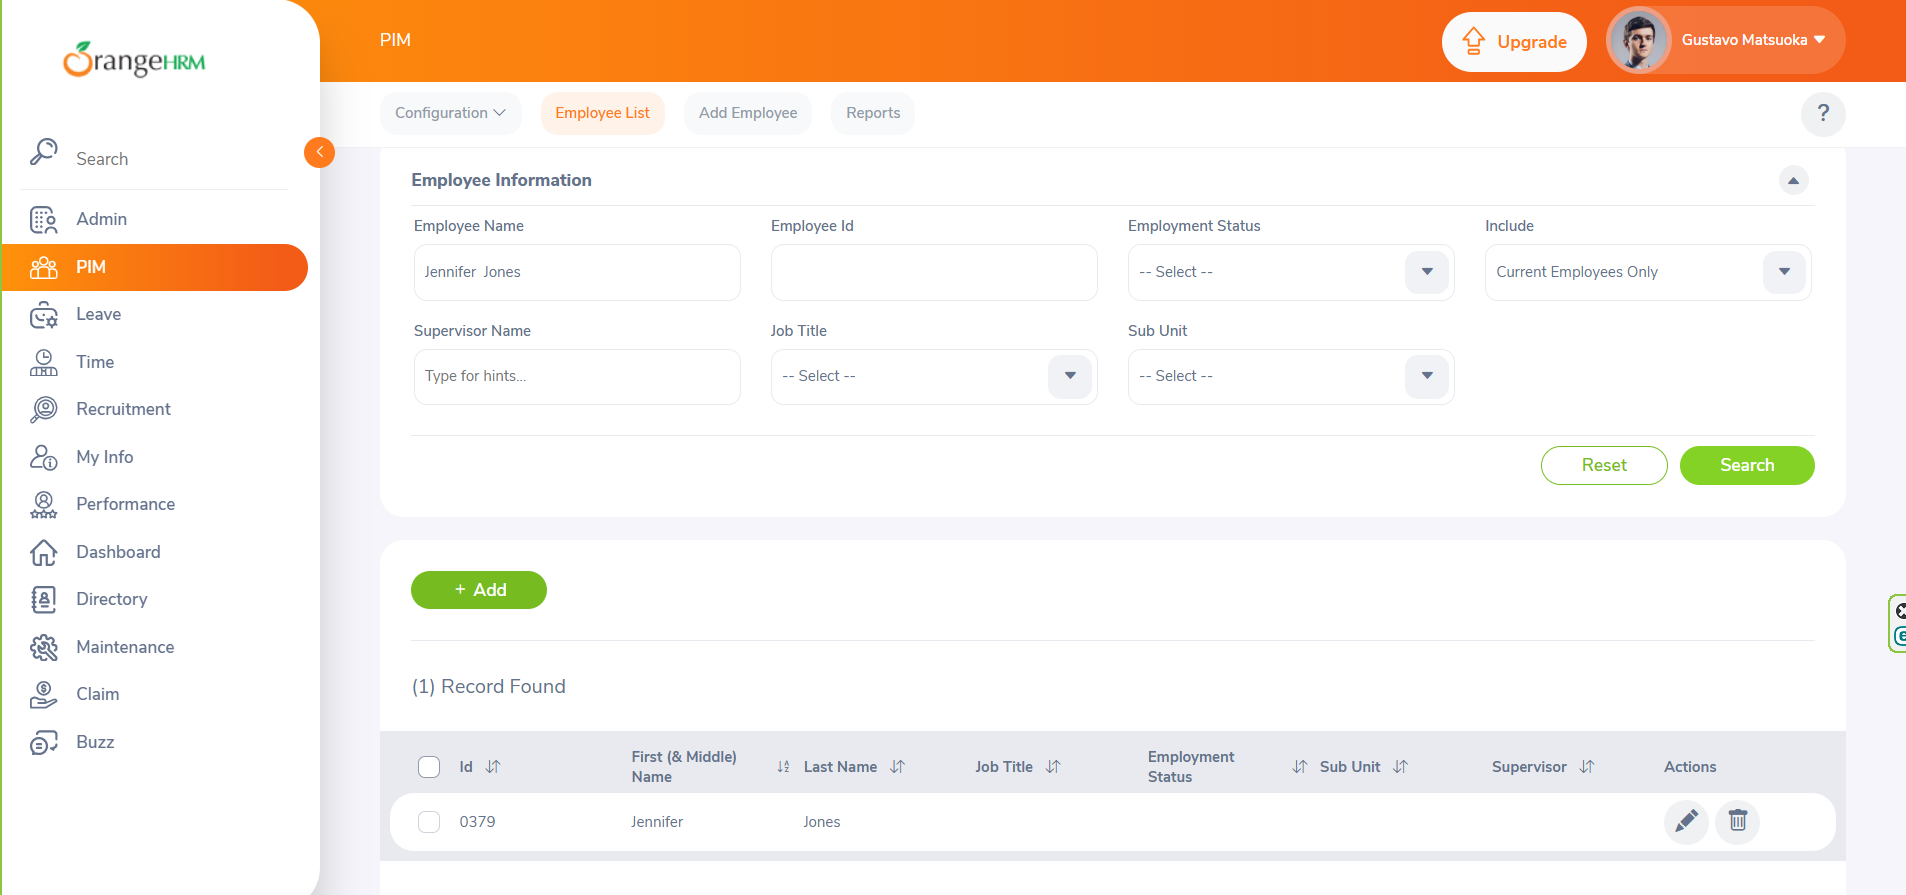 OrangeHRM
Search
Admin
PIM
Leave
Time
Recruitment
My Info
Performance
Dashboard
Directory
Maintenance
Claim
Buzz
PIM
Upgrade
Gustavo Matsuoka
Configuration
Employee List
Add Employee
Reports
?
Employee Information
Employee Name
Employee Id
Employment Status
Include
Jennifer  Jones
-- Select --
Current Employees Only
Supervisor Name
Job Title
Sub Unit
Type for hints...
-- Select --
-- Select --
Reset
Search
+ Add
(1) Record Found
Id
First (& Middle)
Name
Last Name
Job Title
Employment
Status
Sub Unit
Supervisor
Actions
0379
Jennifer
Jones